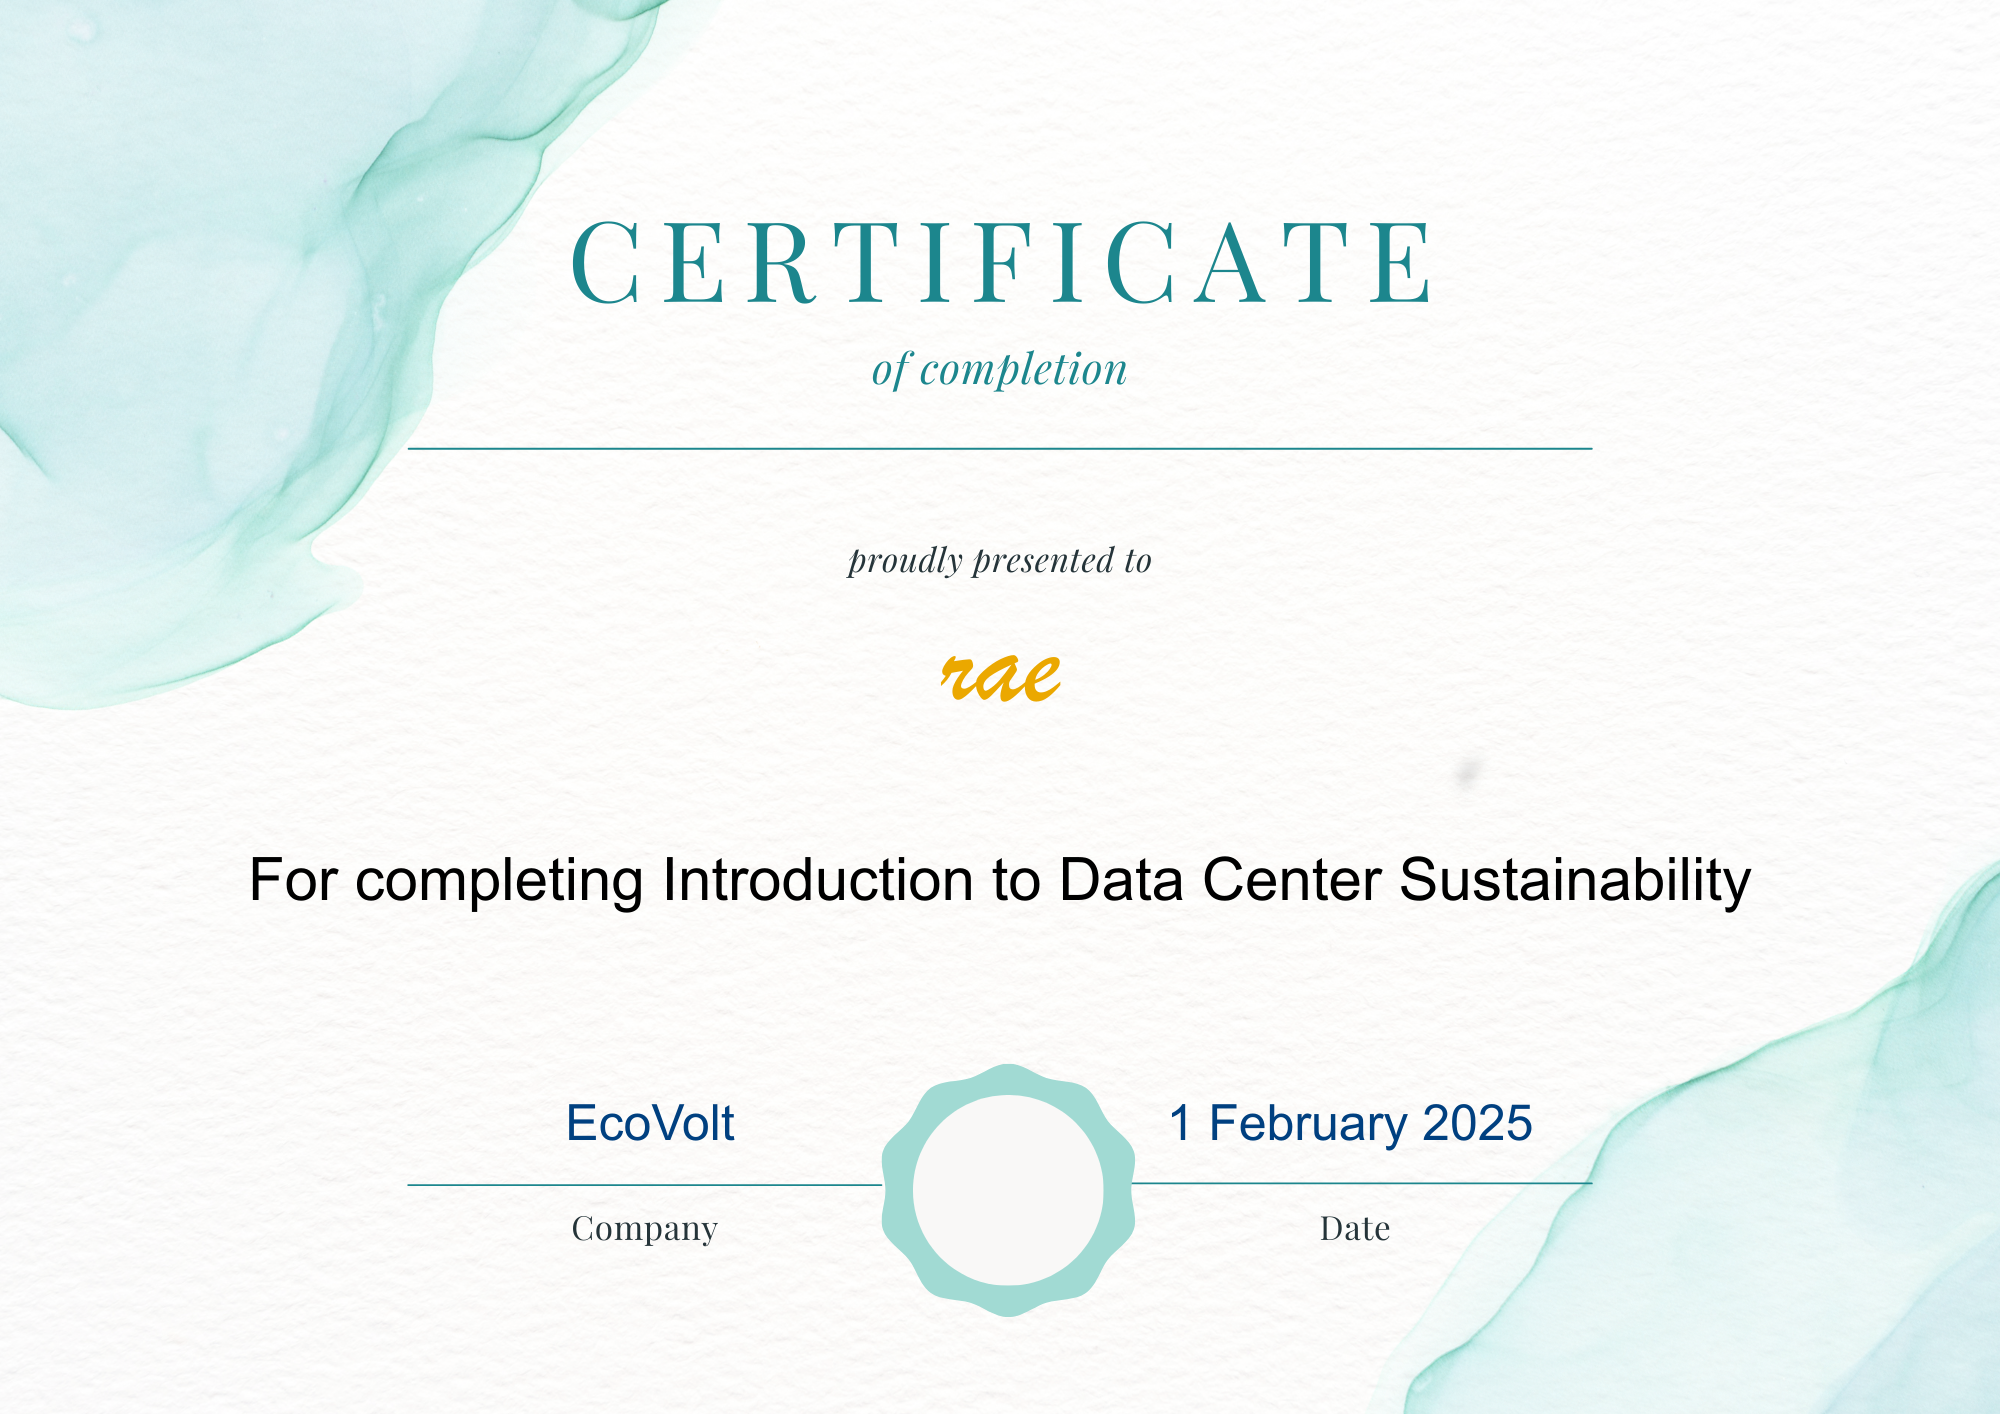 CERTIFICATE
of completion
proudly presented to
rae
For completing Introduction to Data Center Sustainability
EcoVolt
1 February 2025
Company
Date